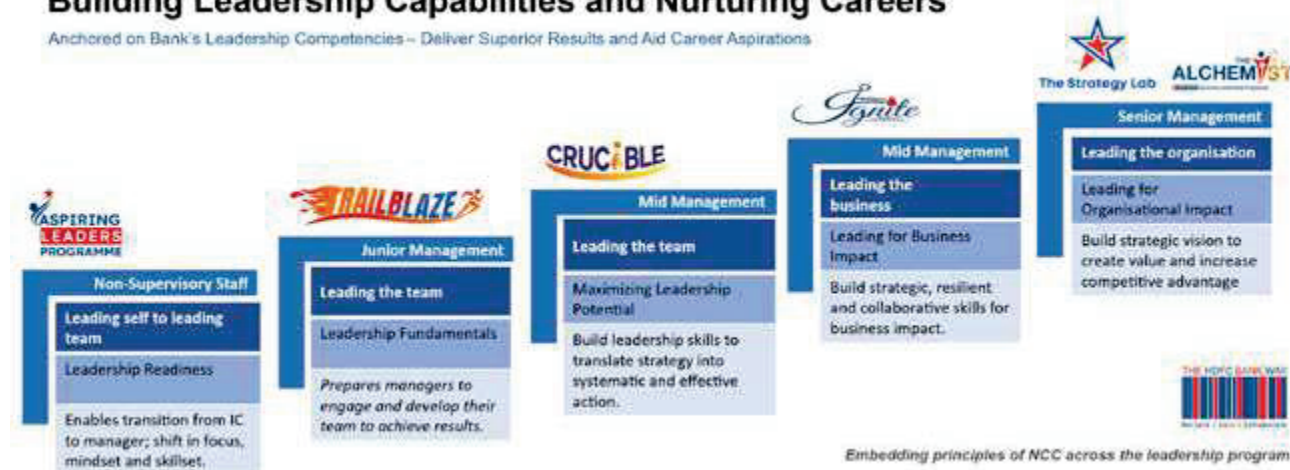 Building Leadership Capabilities and Nurturing Careers
Anchored on Bank's Leadership Competencies – Deliver Superior Results and Aid Career Aspirations
ASPIRING
LEADERS
PROGRAMME
Non-Supervisory Staff
Leading self to leading
team
Leadership Readiness
Enables transition from IC
to manager; shift in focus,
mindset and skillset.
TRAILBLAZE
Junior Management
Leading the team
Leadership Fundamentals
Prepares managers to
engage and develop their
team to achieve results.
CRUCiBLE
Mid Management
Leading the team
Maximizing Leadership
Potential
Build leadership skills to
translate strategy into
systematic and effective
action.
Ignite
Mid Management
Leading the
business
Leading for Business
Impact
Build strategic, resilient
and collaborative skills for
business impact.
The Strategy Lab
THE
ALCHEMYST
Senior Management
Leading the organisation
Leading for
Organisational Impact
Build strategic vision to
create value and increase
competitive advantage
THE HDFC BANK WAY
Embedding principles of NCC across the leadership program